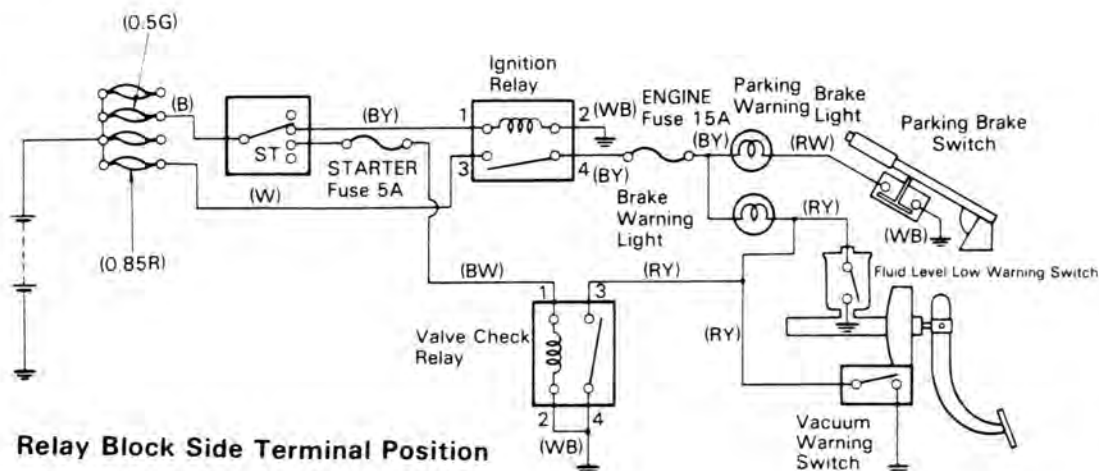 (0.5G)
(B)
ST
(BY)
STARTER
Fuse 5A
(W)
(0.85R)
Ignition
Relay
1
2
3
4
(WB)
(BY)
ENGINE
Fuse 15A
(BY)
Parking Brake
Warning Light
(RW)
Parking Brake
Switch
(WB)
Brake
Warning
Light
(RY)
Fluid Level Low Warning Switch
(BW)
(RY)
1
3
Valve Check
Relay
2
4
(WB)
(RY)
Vacuum
Warning
Switch
Relay Block Side Terminal Position